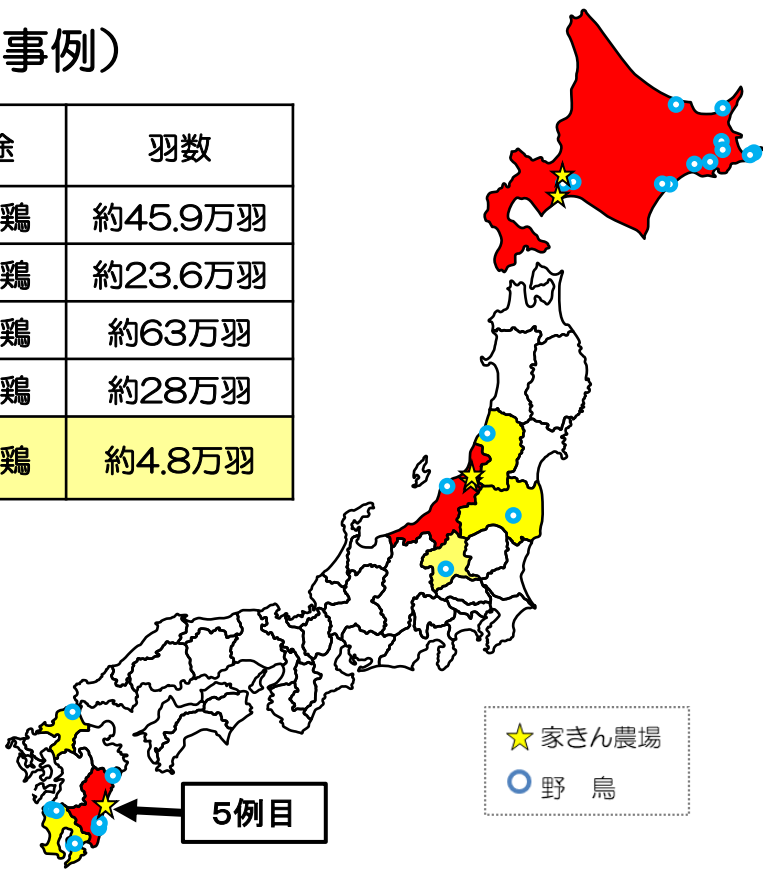 事例）
途 羽数
鶏 約45.9万羽
鶏 約23.6万羽
鶏 約63万羽
鶏 約28万羽
鶏 約4.8万羽
家きん農場
野 鳥
5例目